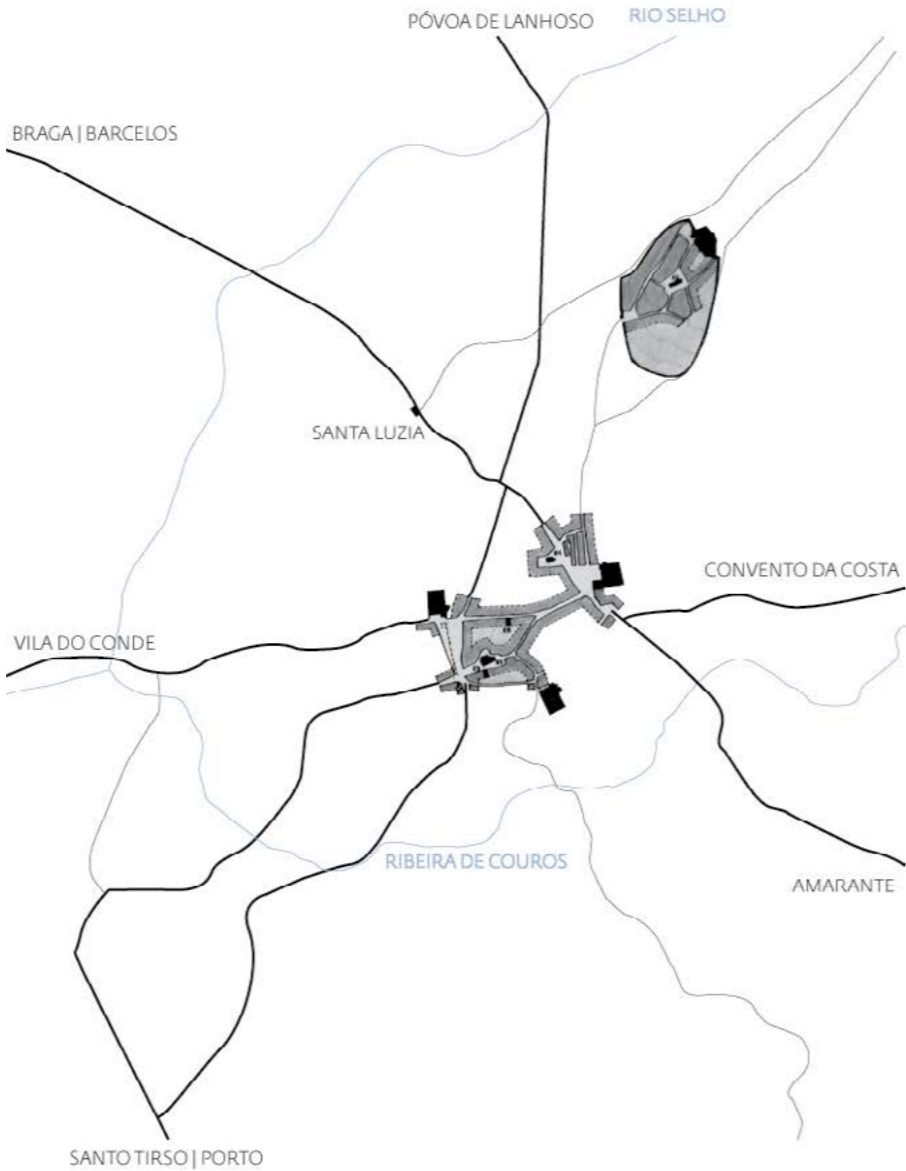 PÓVOA DE LANHOSO
RIO SELHO
BRAGA | BARCELOS
SANTA LUZIA
CONVENTO DA COSTA
VILA DO CONDE
RIBEIRA DE COUROS
AMARANTE
SANTO TIRSO | PORTO